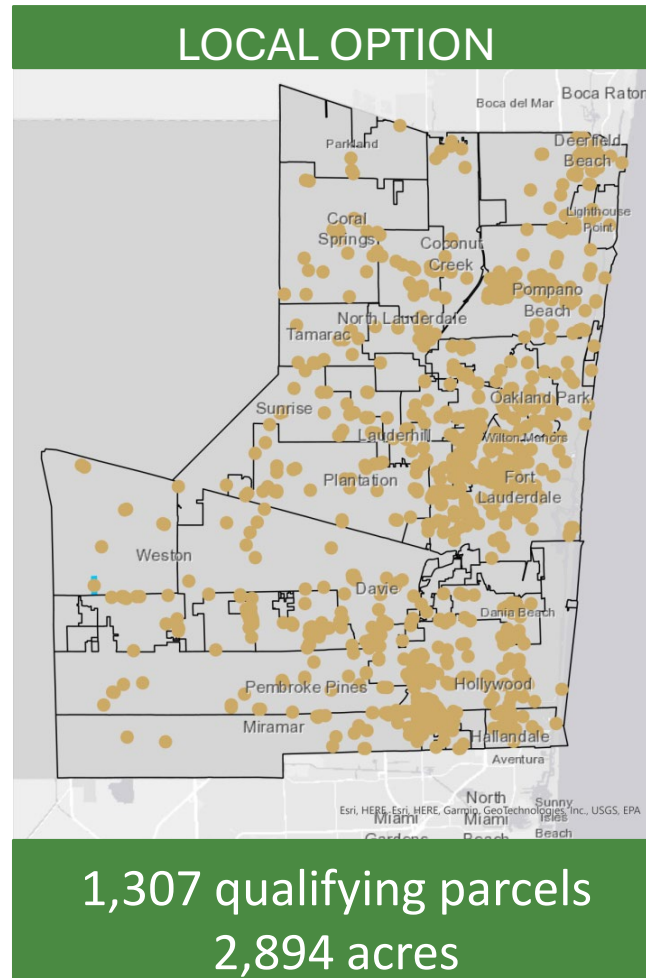 LOCAL OPTION
Boca Raton
Boca del Mar
Parkland
Deerfield
Beach
Lighthouse
Point
Coral
Springs
Coconut
Creek
Pompano
Beach
North Lauderdale
Tamarac
Oakland Park
Sunrise
Lauderhill
Wilton Manors
Plantation
Fort
Lauderdale
Weston
Davie
Dania Beach
Pembroke Pines
Hollywood
Miramar
Hallandale
Aventura
North
Miami
Beach
Sunny
Isles
Beach
Esri, HERE, Esri, HERE, Garmin, GeoTechnologies, Inc., USGS, EPA
Miami
Gardens
1,307 qualifying parcels
2,894 acres